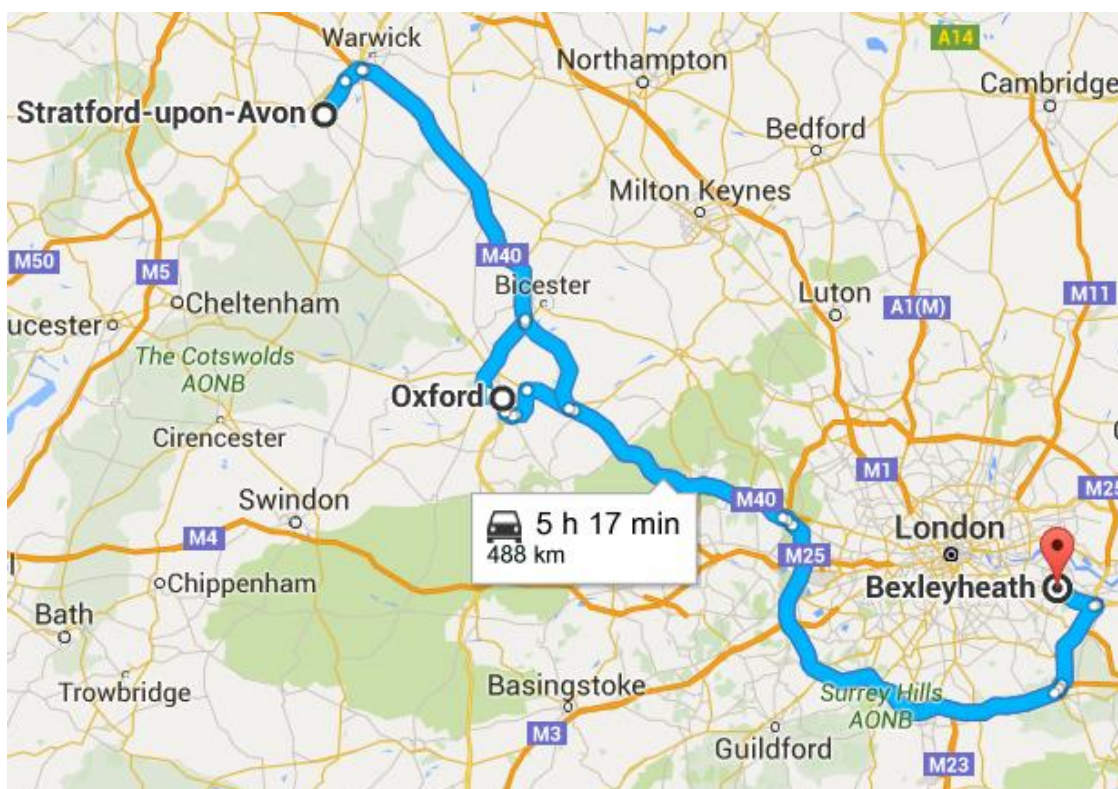 Warwick
Northampton
A14
Cambridge
Stratford-upon-Avon
Bedford
Milton Keynes
M50
M5
M40
Bicester
Luton
A1(M)
M11
Cheltenham
ucester
The Cotswolds
AONB
Oxford
Cirencester
M1
M25
Swindon
M40
5 h 17 min
488 km
London
M4
M25
Chippenham
Bexleyheath
Bath
Trowbridge
Basingstoke
Surrey Hills
AONB
M3
Guildford
M23